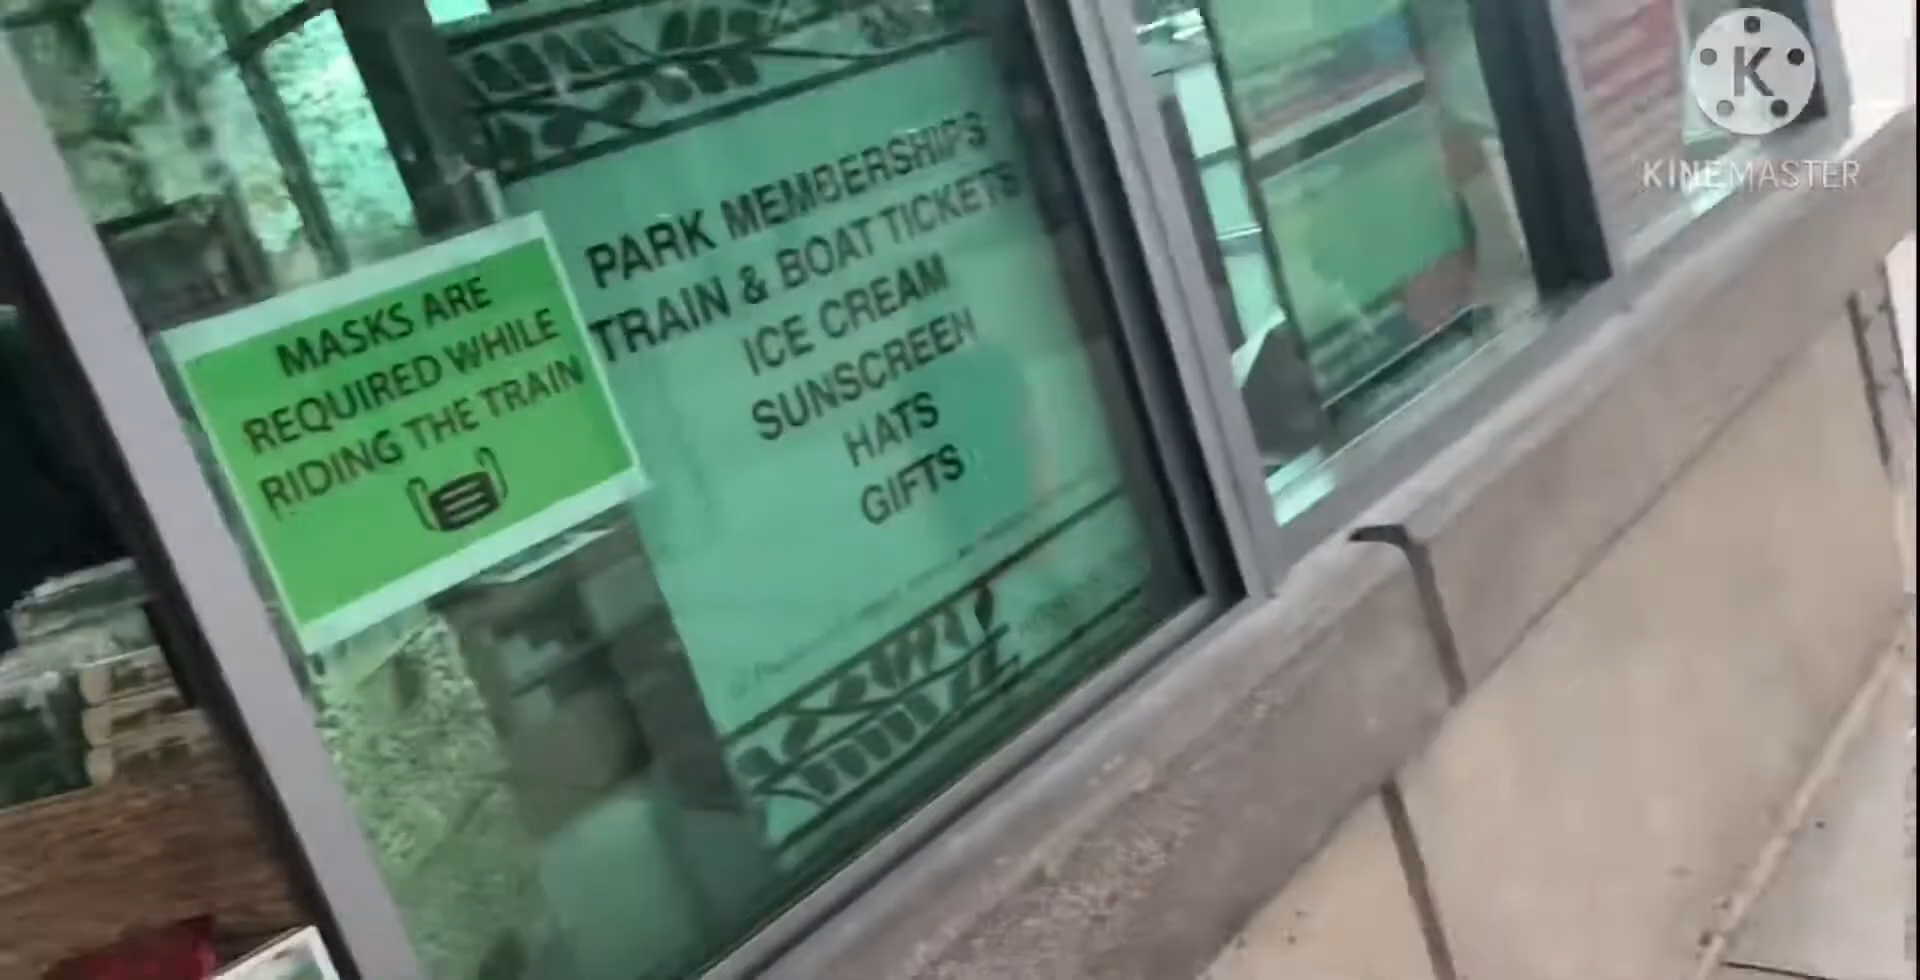 MASKS ARE
REQUIRED WHILE
RIDING THE TRAIN
PARK MEMBERSHIPS
TRAIN & BOAT TICKETS
ICE CREAM
SUNSCREEN
HATS
GIFTS
K
KINEMASTER